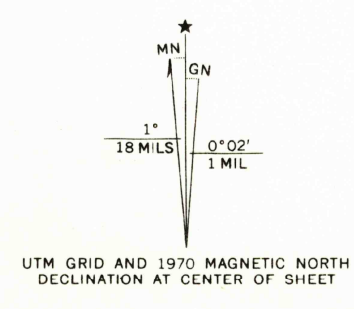 MN
GN
1°
18 MILS
0°02′
1 MIL
UTM GRID AND 1970 MAGNETIC NORTH
DECLINATION AT CENTER OF SHEET